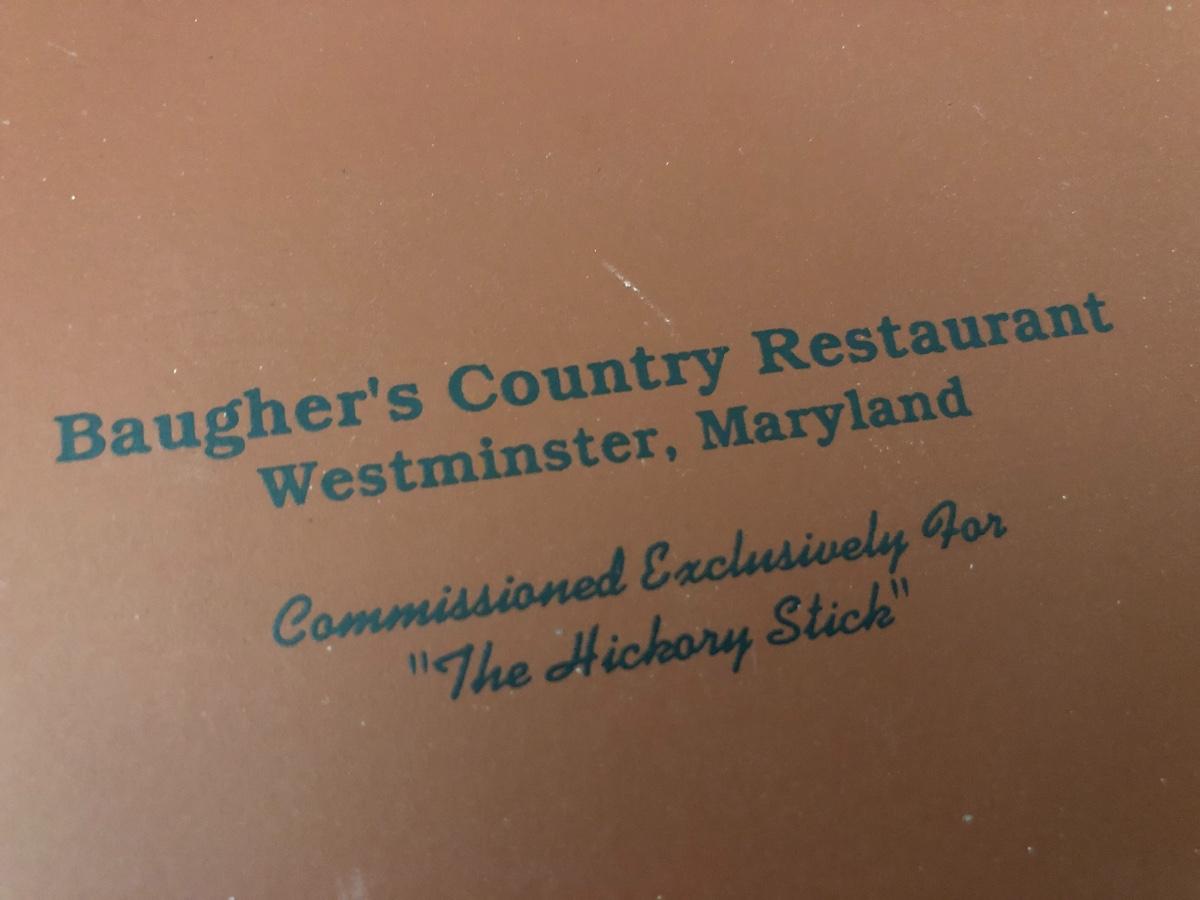 Baugher's Country Restaurant
Westminster, Maryland
Commissioned Exclusively For
"The Hickory Stick"